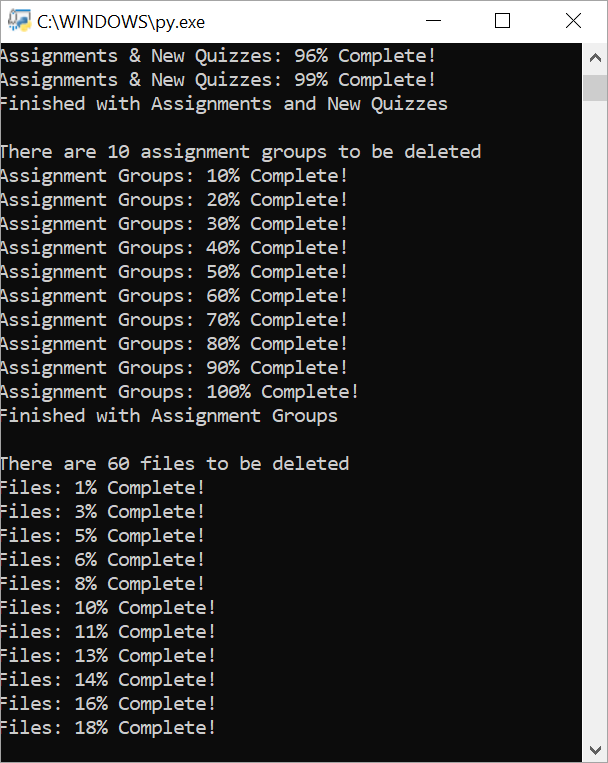 C:\WINDOWS\py.exe
Assignments & New Quizzes: 96% Complete!
Assignments & New Quizzes: 99% Complete!
Finished with Assignments and New Quizzes
There are 10 assignment groups to be deleted
Assignment Groups: 10% Complete!
Assignment Groups: 20% Complete!
Assignment Groups: 30% Complete!
Assignment Groups: 40% Complete!
Assignment Groups: 50% Complete!
Assignment Groups: 60% Complete!
Assignment Groups: 70% Complete!
Assignment Groups: 80% Complete!
Assignment Groups: 90% Complete!
Assignment Groups: 100% Complete!
Finished with Assignment Groups
There are 60 files to be deleted
Files: 1% Complete!
Files: 3% Complete!
Files: 5% Complete!
Files: 6% Complete!
Files: 8% Complete!
Files: 10% Complete!
Files: 11% Complete!
Files: 13% Complete!
Files: 14% Complete!
Files: 16% Complete!
Files: 18% Complete!